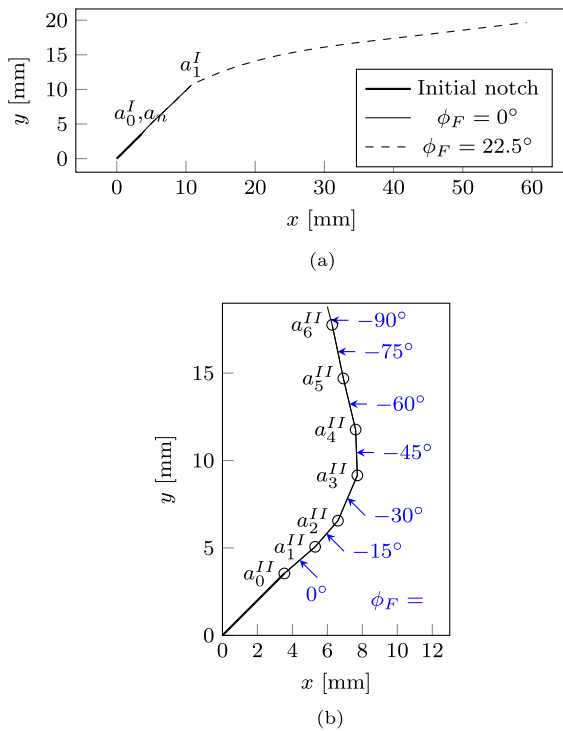 20
15
10
5
0
y [mm]
a_1^I
a_0^I, a_n
Initial notch
ϕ_F = 0°
ϕ_F = 22.5°
0 10 20 30 40 50 60
x [mm]
(a)
a_6^{II} −90°
−75°
15 a_5^{II}
−60°
a_4^{II}
−45°
10
a_3^{II}
y [mm]
−30°
a_2^{II}
−15°
5 a_1^{II}
a_0^{II}
0° ϕ_F =
0
0 2 4 6 8 10 12
x [mm]
(b)